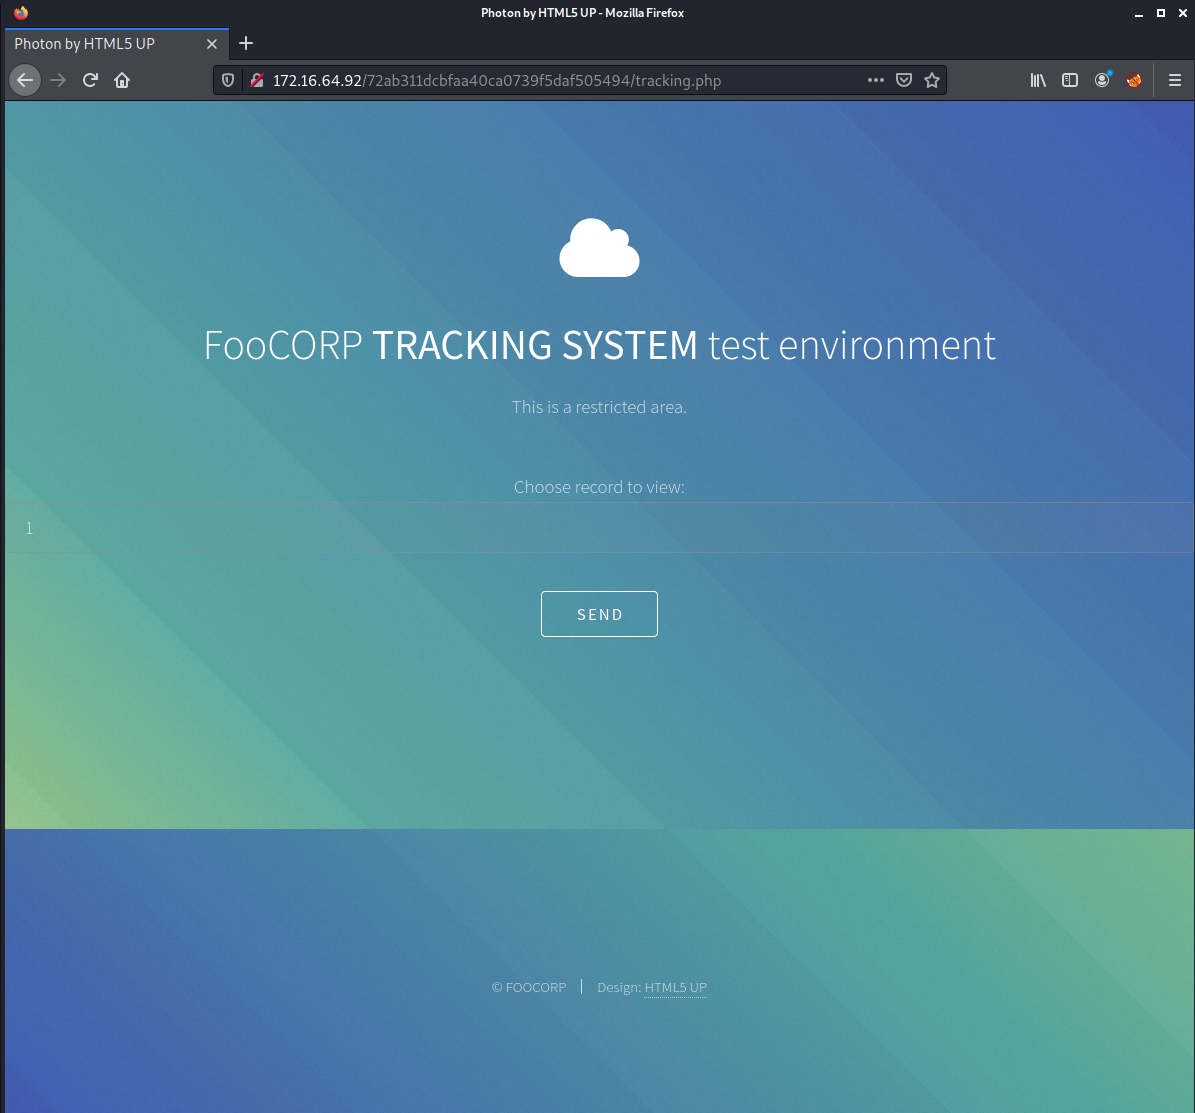 Photon by HTML5 UP - Mozilla Firefox
Photon by HTML5 UP
172.16.64.92/72ab311dcbfaa40ca0739f5daf505494/tracking.php
FooCORP TRACKING SYSTEM test environment
This is a restricted area.
Choose record to view:
1
SEND
© FOOCORP
Design: HTML5 UP